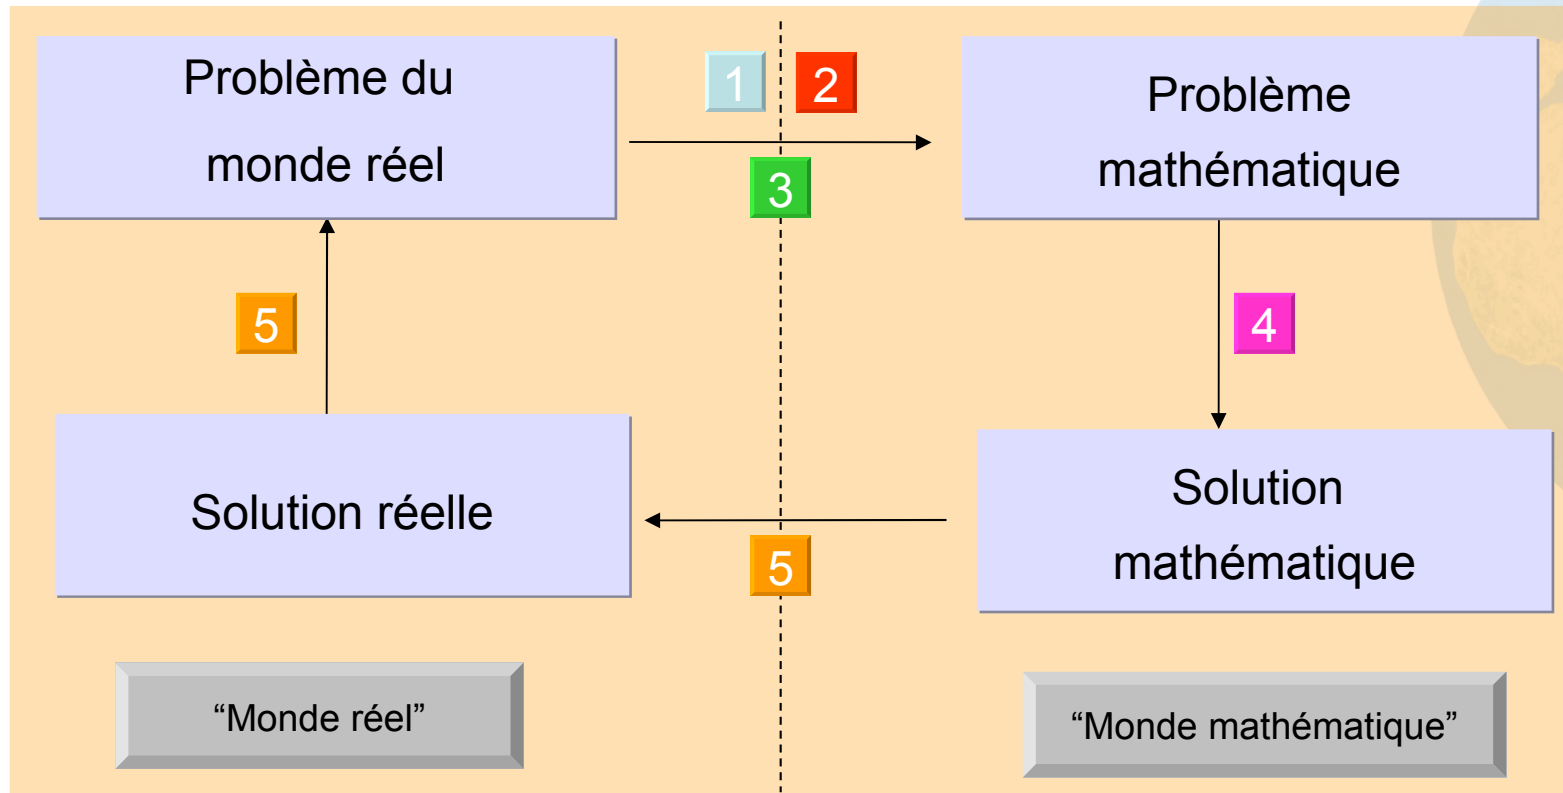 Problème du
monde réel
1
2
3
Problème
mathématique
5
4
Solution réelle
5
Solution
mathématique
“Monde réel”
“Monde mathématique”